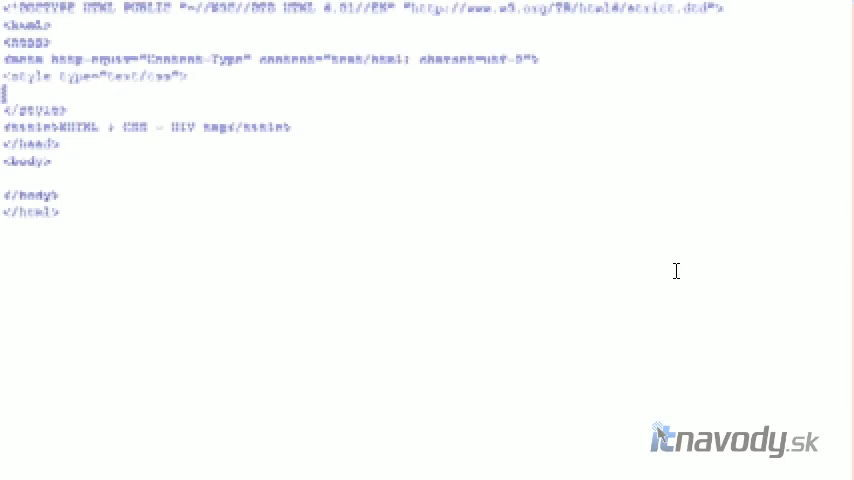 <!DOCTYPE HTML PUBLIC "-//W3C//DTD HTML 4.01//EN" "http://www.w3.org/TR/html4/strict.dtd">
<html>
<head>
<meta http-equiv="Content-Type" content="text/html; charset=utf-8">
<style type="text/css">
</style>
<title>XHTML + CSS - DIV tag</title>
</head>
<body>
</body>
</html>
itnavody.sk